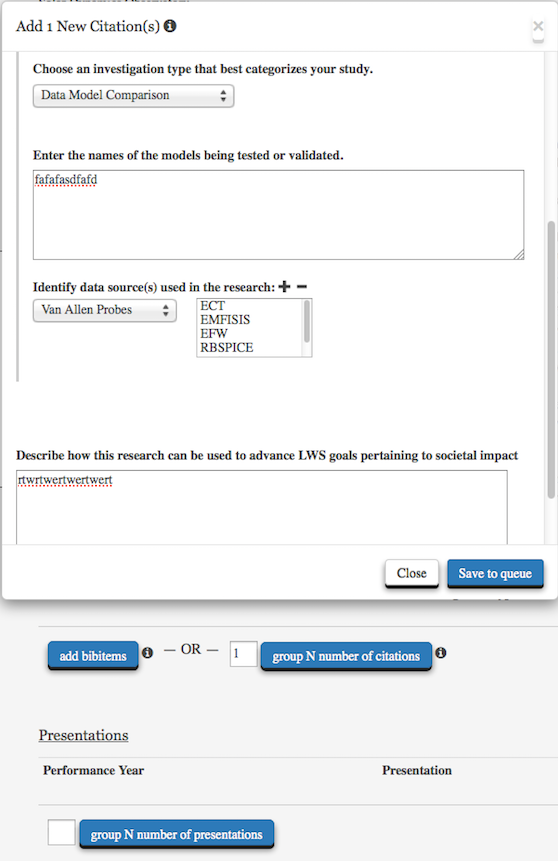 Add 1 New Citation(s)
×
Choose an investigation type that best categorizes your study.
Data Model Comparison
Enter the names of the models being tested or validated.
fafafasdfafd
Identify data source(s) used in the research:
Van Allen Probes
ECT
EMFISIS
EFW
RBSPICE
Describe how this research can be used to advance LWS goals pertaining to societal impact
rtwrtwertwertwert
Close
Save to queue
add bibitems
— OR —
1
group N number of citations
Presentations
Performance Year
Presentation
group N number of presentations